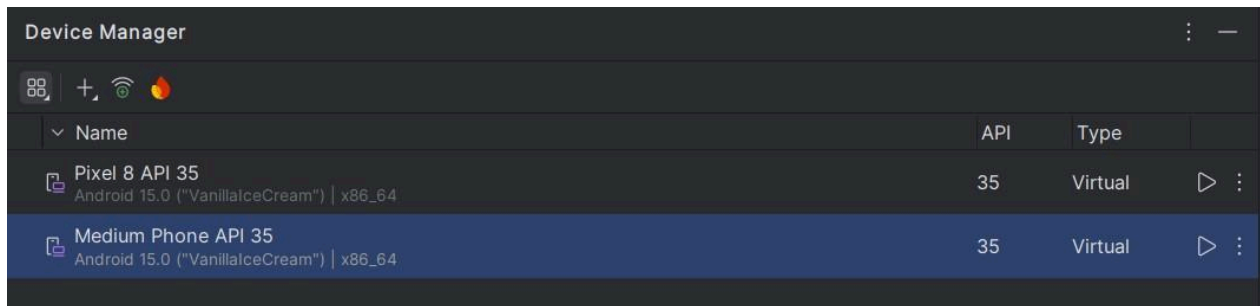 Device Manager
Name API Type
Pixel 8 API 35 35 Virtual
Android 15.0 ("VanillaIceCream") | x86_64
Medium Phone API 35 35 Virtual
Android 15.0 ("VanillaIceCream") | x86_64